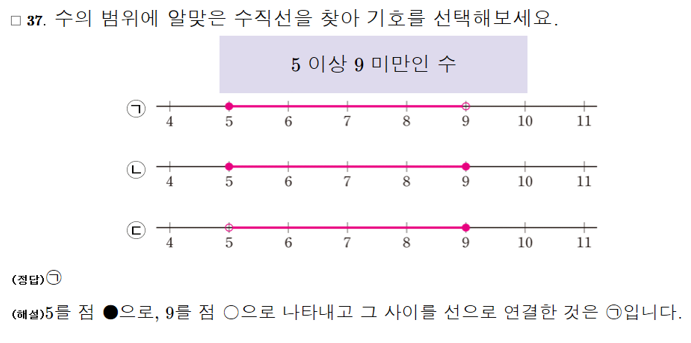 □ 37. 수의 범위에 알맞은 수직선을 찾아 기호를 선택해보세요.
5 이상 9 미만인 수
㉠ 4 5 6 7 8 9 10 11
㉡ 4 5 6 7 8 9 10 11
㉢ 4 5 6 7 8 9 10 11
(정답)㉠
(해설)5를 점 ●으로, 9를 점 ○으로 나타내고 그 사이를 선으로 연결한 것은 ㉠입니다.